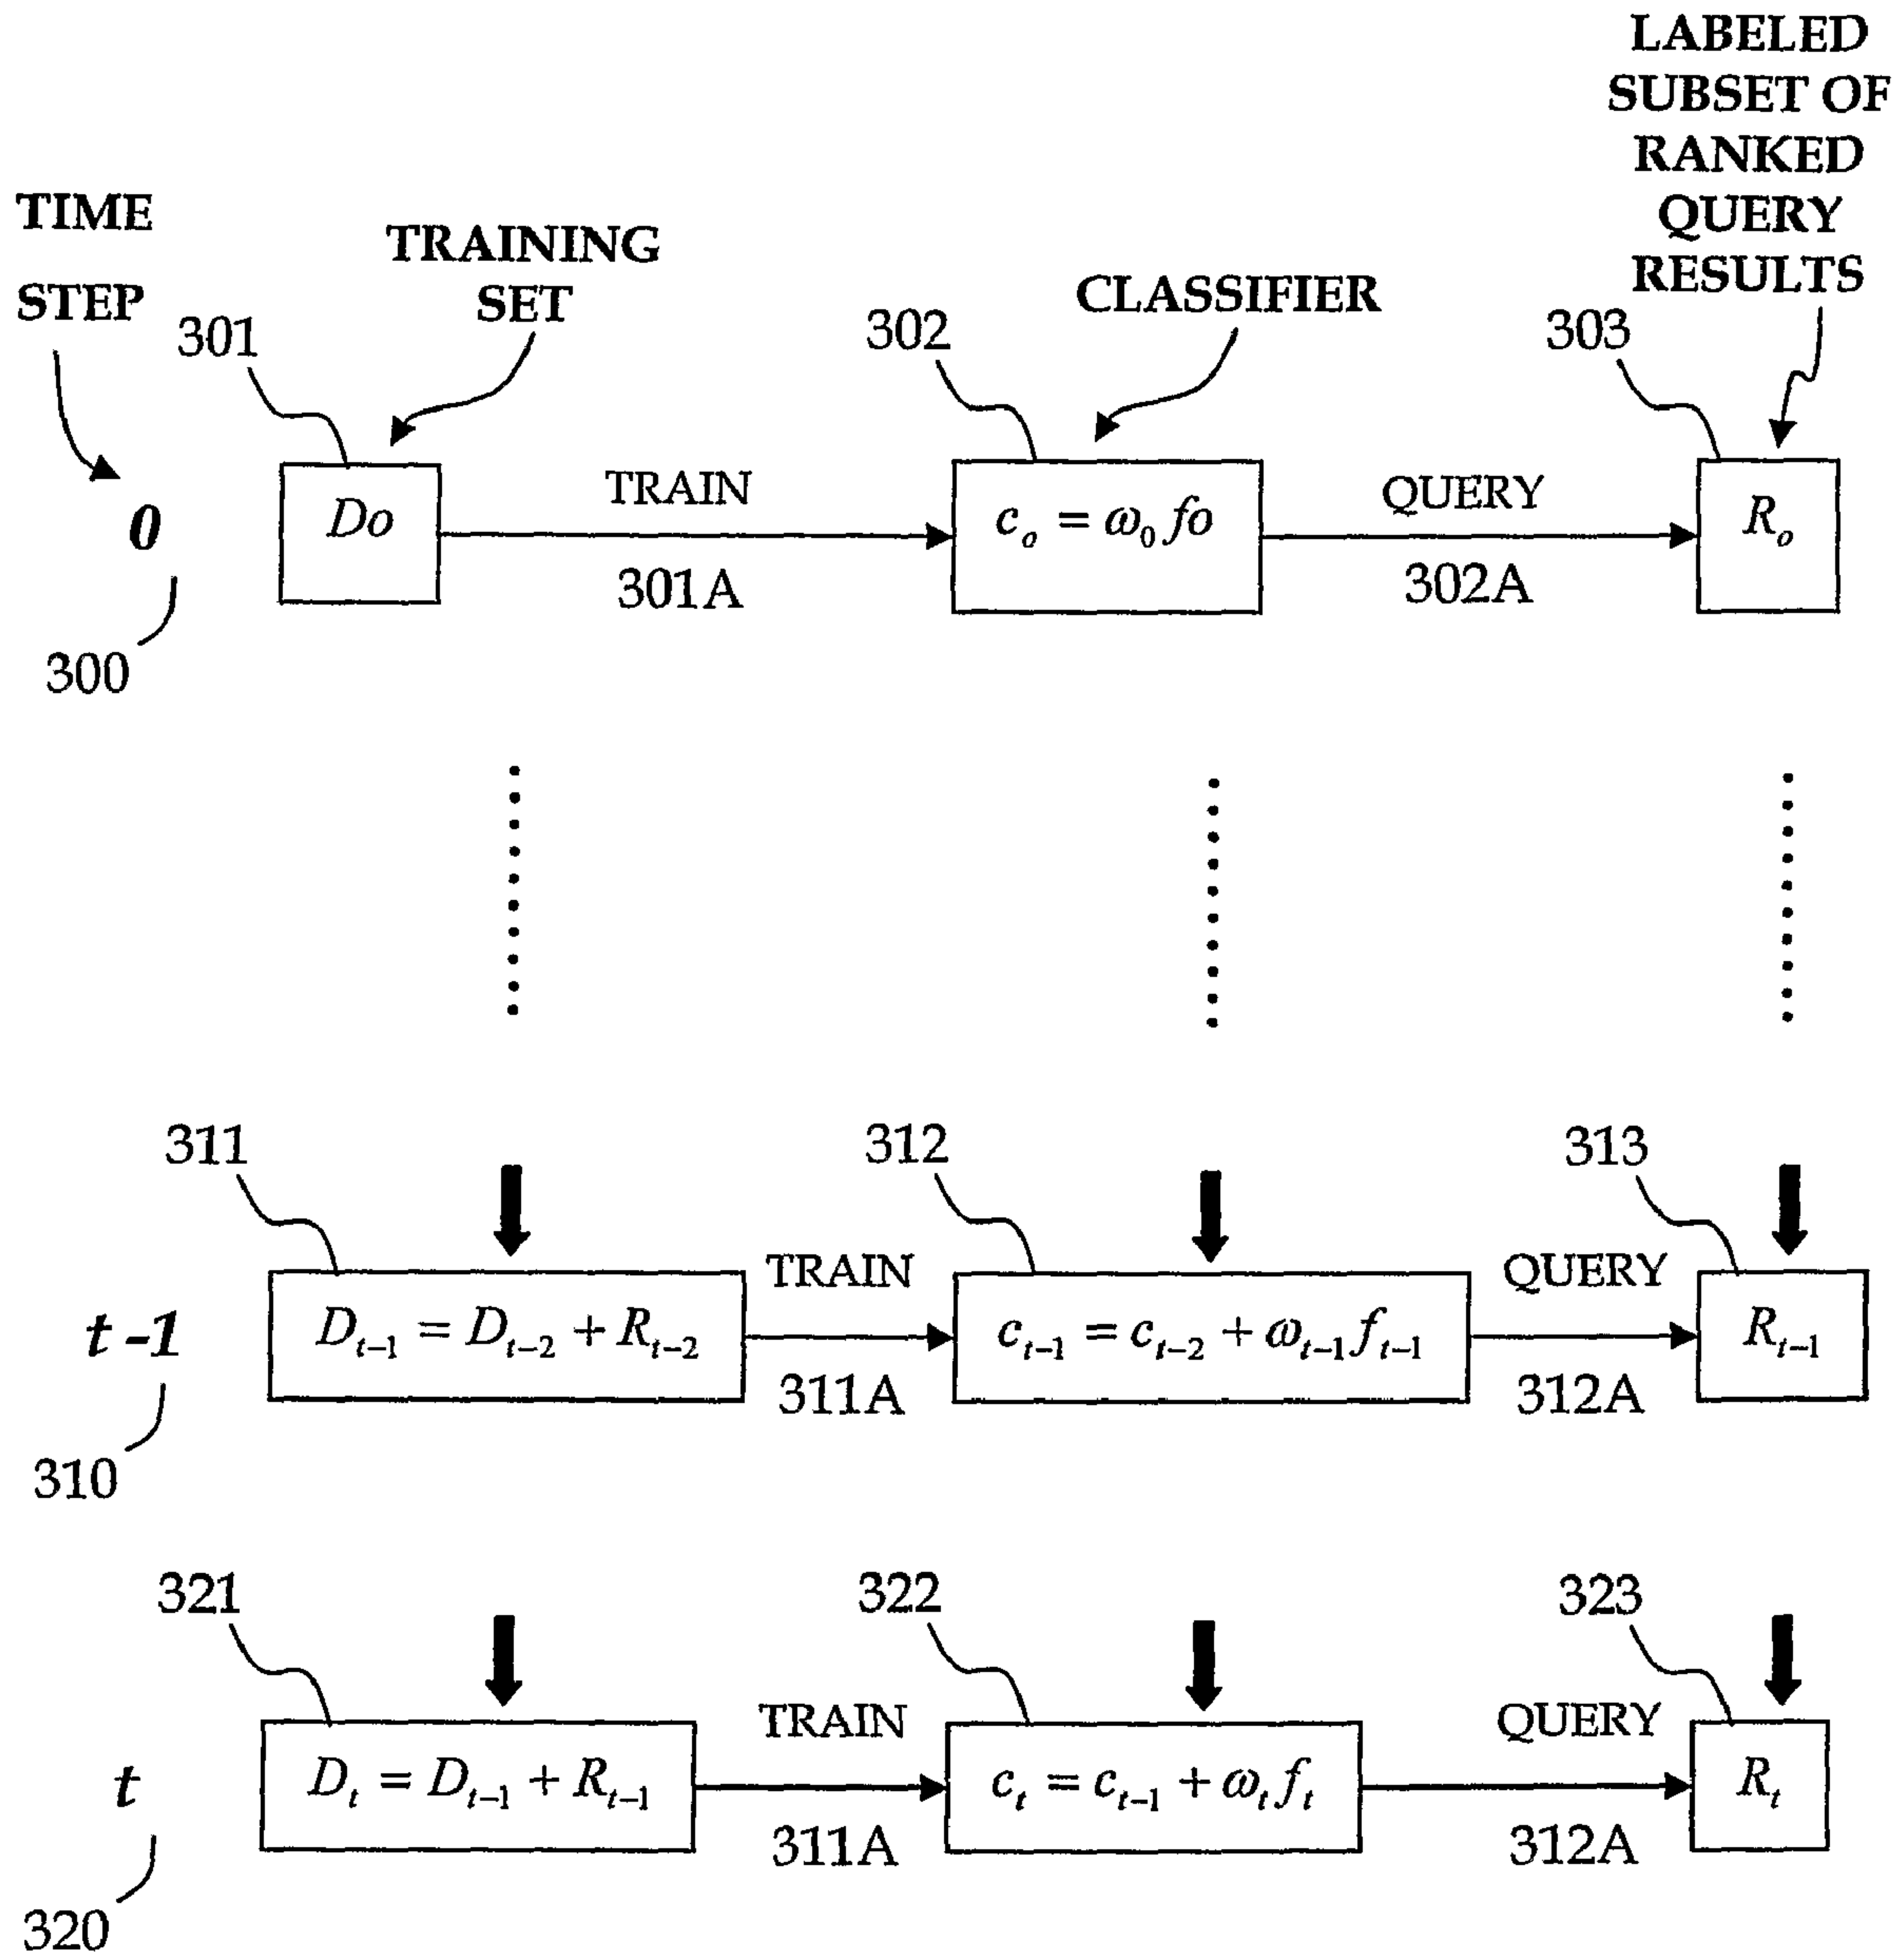 LABELED
SUBSET OF
RANKED
QUERY
RESULTS
TIME
STEP
TRAINING
SET
CLASSIFIER
301
302
303
0
Do
TRAIN
301A
c_o = ω_0 fo
QUERY
302A
R_o
300
311
312
313
t-1
D_{t-1} = D_{t-2} + R_{t-2}
TRAIN
311A
c_{t-1} = c_{t-2} + ω_{t-1} f_{t-1}
QUERY
312A
R_{t-1}
310
321
322
323
t
D_t = D_{t-1} + R_{t-1}
TRAIN
311A
c_t = c_{t-1} + ω_t f_t
QUERY
312A
R_t
320